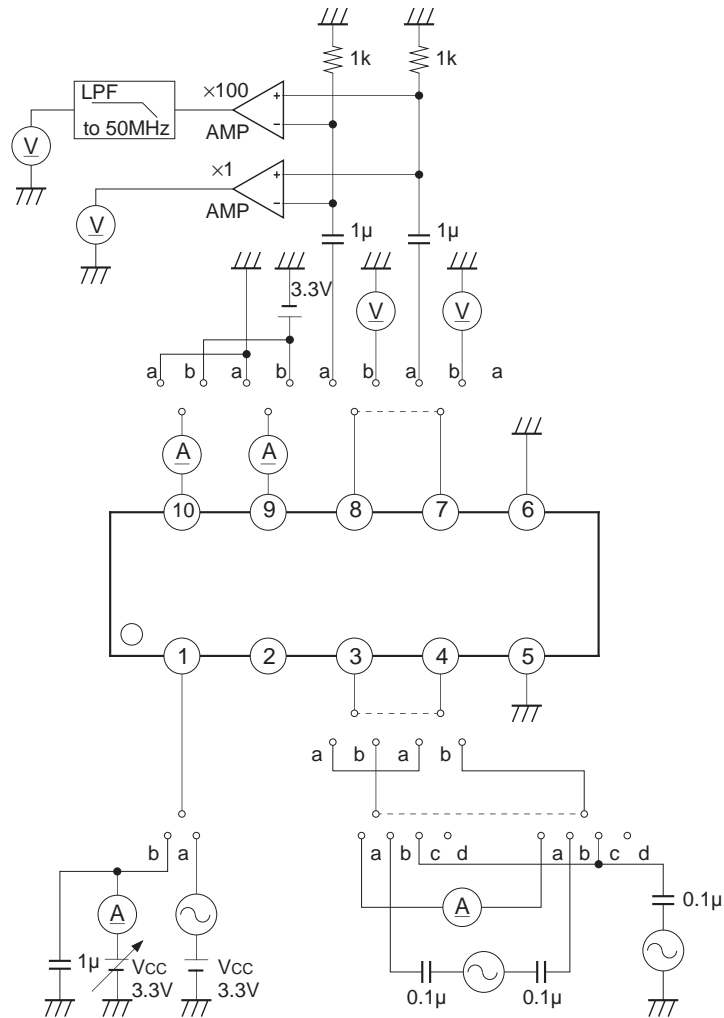 1k
1k
×100
LPF
to 50MHz
AMP
V
×1
AMP
V
1µ
1µ
3.3V
V
V
a
b
a
b
a
b
a
b
a
A
A
10
9
8
7
6
1
2
3
4
5
a
b
a
b
b
a
a
b
c
d
a
b
c
d
A
A
0.1µ
1µ
VCC
3.3V
VCC
3.3V
0.1µ
0.1µ